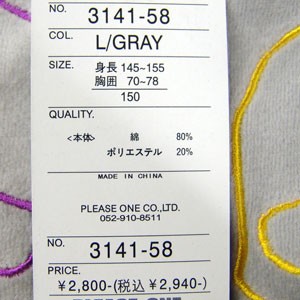 NO. 3141-58
COL. L/GRAY
SIZE. 身長 145~155
胸囲 70~78
150
QUALITY.
<本体> 綿 80%
ポリエステル 20%
MADE IN CHINA
PLEASE ONE CO.,LTD.
052-910-8511
NO. 3141-58
PRICE.
¥2,800-(税込¥2,940-)
PLEASE ONE